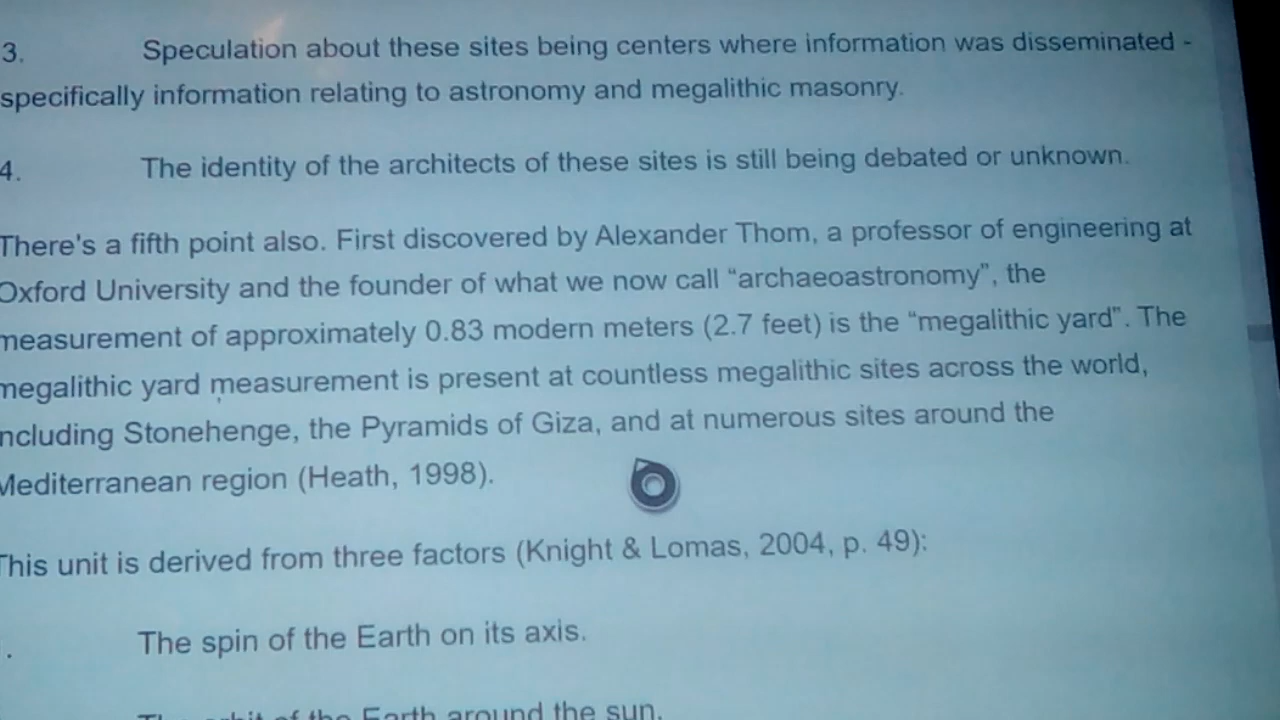 3. Speculation about these sites being centers where information was disseminated -
specifically information relating to astronomy and megalithic masonry.
4. The identity of the architects of these sites is still being debated or unknown.
There's a fifth point also. First discovered by Alexander Thom, a professor of engineering at
Oxford University and the founder of what we now call “archaeoastronomy”, the
measurement of approximately 0.83 modern meters (2.7 feet) is the “megalithic yard”. The
megalithic yard measurement is present at countless megalithic sites across the world,
ncluding Stonehenge, the Pyramids of Giza, and at numerous sites around the
Mediterranean region (Heath, 1998).
This unit is derived from three factors (Knight & Lomas, 2004, p. 49):
. The spin of the Earth on its axis.
The orbit of the Earth around the sun.